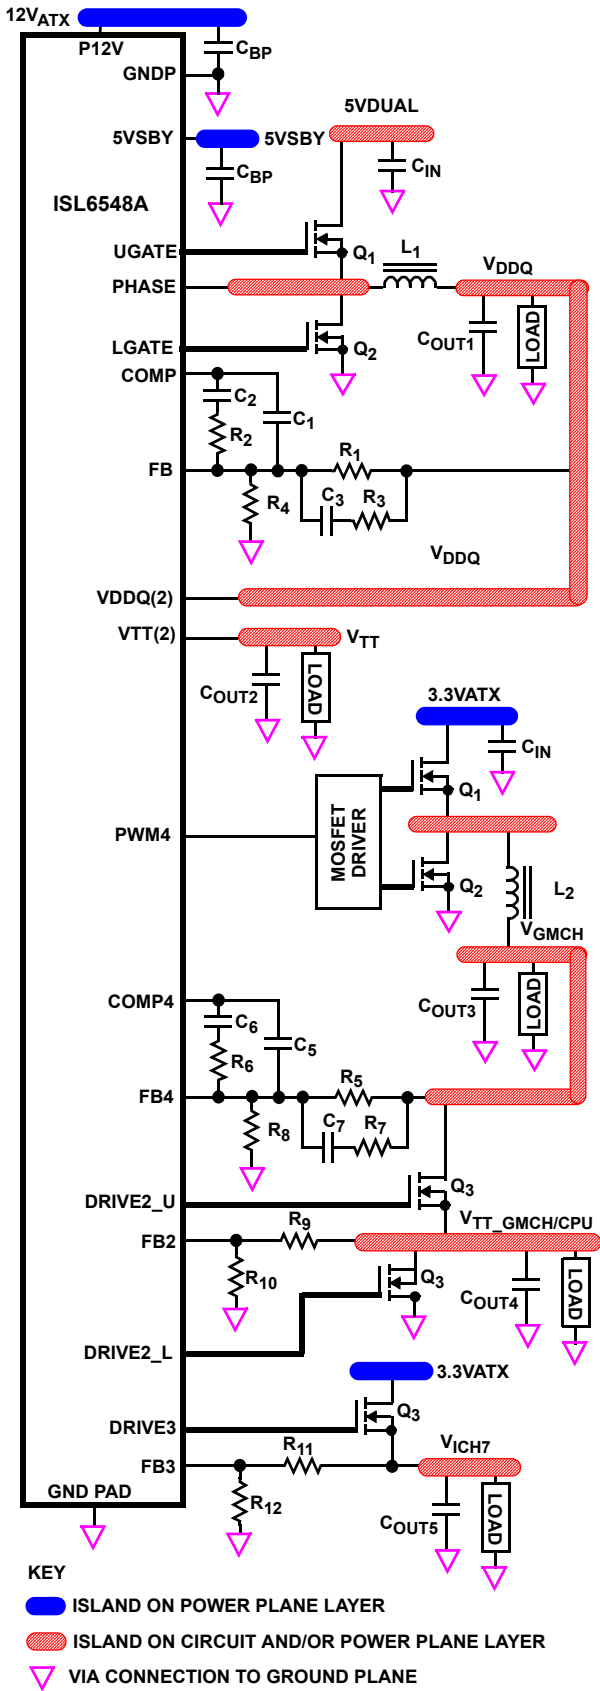 12VATX
P12V
CBP
GNDP
5VDUAL
5VSBY
5VSBY
CBP
CIN
ISL6548A
UGATE
Q1
L1
VDDQ
PHASE
LGATE
Q2
COUT1
LOAD
COMP
C2
C1
R2
R1
FB
R4
C3
R3
VDDQ
VDDQ(2)
VTT(2)
VTT
COUT2
LOAD
3.3VATX
CIN
Q1
PWM4
MOSFET
DRIVER
Q2
L2
VGMCH
COMP4
COUT3
LOAD
C6
C5
R6
R5
FB4
R8
C7
R7
DRIVE2_U
Q3
VTT_GMCH/CPU
R9
FB2
R10
Q3
COUT4
LOAD
DRIVE2_L
3.3VATX
DRIVE3
Q3
R11
VICH7
FB3
GND PAD
R12
COUT5
LOAD
KEY
ISLAND ON POWER PLANE LAYER
ISLAND ON CIRCUIT AND/OR POWER PLANE LAYER
VIA CONNECTION TO GROUND PLANE